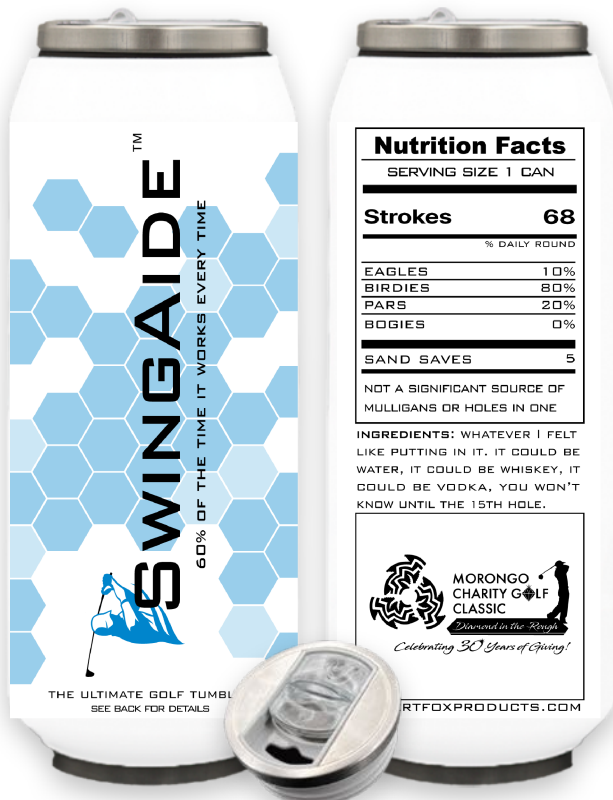 SWINGAIDE™
60% OF THE TIME IT WORKS EVERY TIME
THE ULTIMATE GOLF TUMBL
SEE BACK FOR DETAILS
Nutrition Facts
SERVING SIZE 1 CAN
Strokes 68
% DAILY ROUND
EAGLES 10%
BIRDIES 80%
PARS 20%
BOGIES 0%
SAND SAVES 5
NOT A SIGNIFICANT SOURCE OF
MULLIGANS OR HOLES IN ONE
INGREDIENTS: WHATEVER I FELT
LIKE PUTTING IN IT. IT COULD BE
WATER, IT COULD BE WHISKEY, IT
COULD BE VODKA, YOU WON'T
KNOW UNTIL THE 15TH HOLE.
MORONGO
CHARITY GOLF
CLASSIC
Diamond in the Rough
Celebrating 30 Years of Giving!
RTFOXPRODUCTS.COM